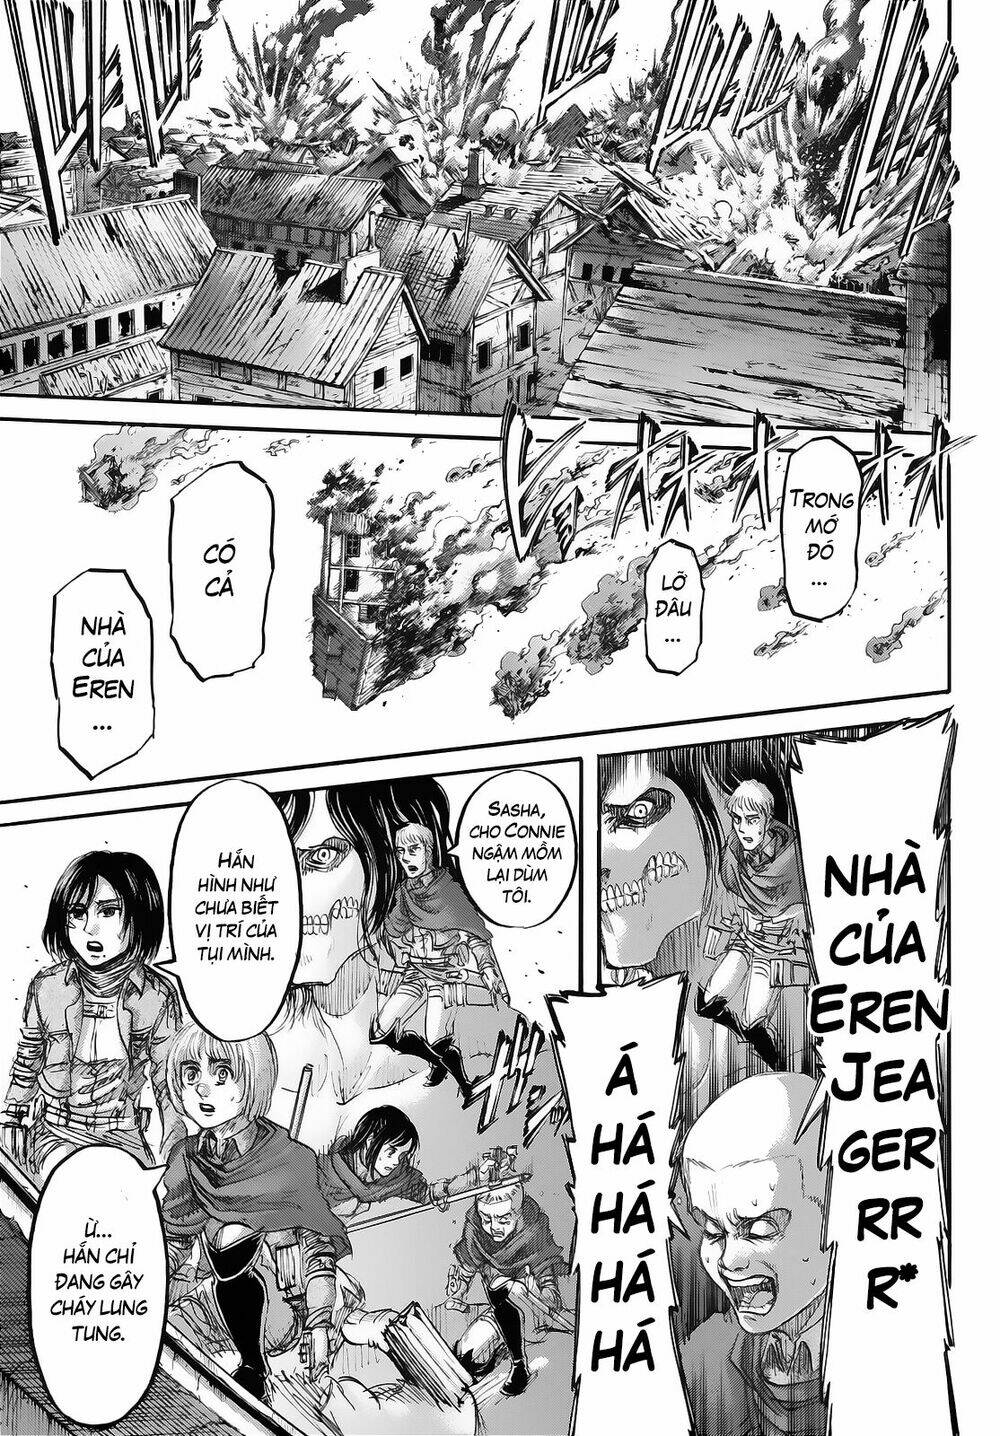 TRONG
MỚ
ĐÓ
...
LỠ
ĐÂU
...
CÓ
CẢ
NHÀ
CỦA
EREN
...
NHÀ
CỦA
EREN
JEA
GER
RR
R*
Á
HÁ
HÁ
HÁ
HÁ
SASHA,
CHO CONNIE
NGẬM MỒM
LẠI DÙM
TÔI.
HẮN
HÌNH NHƯ
CHƯA BIẾT
VỊ TRÍ CỦA
TỤI MÌNH.
Ừ...
HẮN CHỈ
ĐANG GÂY
CHÁY LUNG
TUNG.